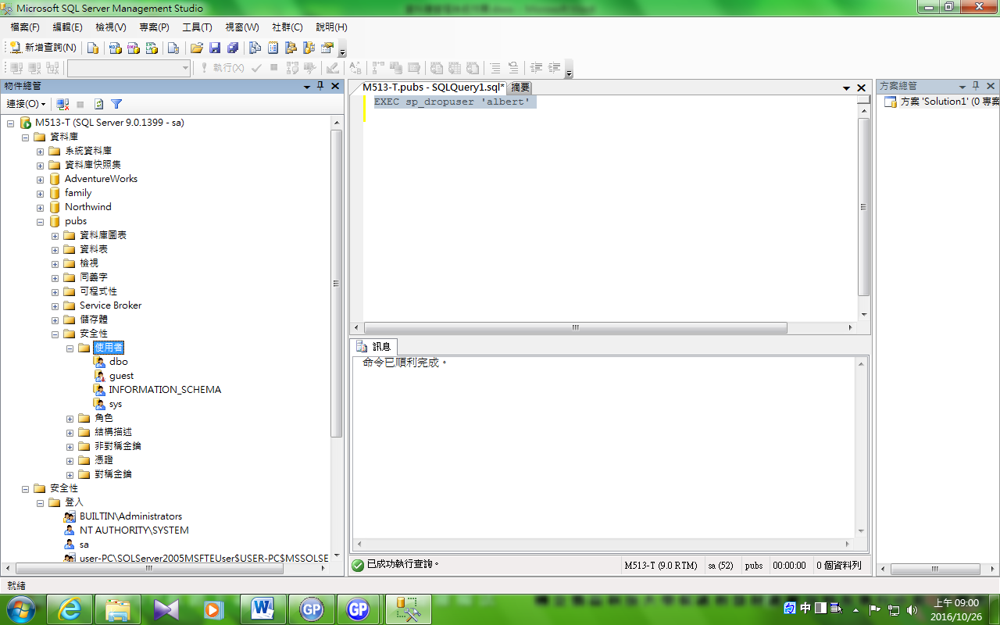 Microsoft SQL Server Management Studio
檔案(F) 編輯(E) 檢視(V) 專案(P) 工具(T) 視窗(W) 社群(C) 說明(H)
新增查詢(N)
執行(X)
物件總管
連接(O)
M513-T (SQL Server 9.0.1399 - sa)
資料庫
系統資料庫
資料庫快照集
AdventureWorks
family
Northwind
pubs
資料庫圖表
資料表
檢視
同義字
可程式性
Service Broker
儲存體
安全性
使用者
dbo
guest
INFORMATION_SCHEMA
sys
角色
結構描述
非對稱金鑰
憑證
對稱金鑰
安全性
登入
BUILTIN\Administrators
NT AUTHORITY\SYSTEM
sa
user-PC\SQLServer2005MSFTEUser$USER-PC$MSSQLSE
M513-T.pubs - SQLQuery1.sql* 摘要
EXEC sp_dropuser 'albert'
訊息
命令已順利完成。
已成功執行查詢。 M513-T (9.0 RTM) sa (52) pubs 00:00:00 0 個資料列
方案總管
方案 'Solution1' (0 專案
就緒
GP GP
中
上午 09:00
2016/10/26